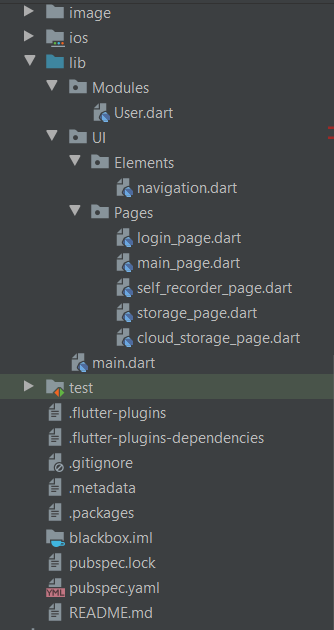 image
ios
lib
Modules
User.dart
UI
Elements
navigation.dart
Pages
login_page.dart
main_page.dart
self_recorder_page.dart
storage_page.dart
cloud_storage_page.dart
main.dart
test
.flutter-plugins
.flutter-plugins-dependencies
.gitignore
.metadata
.packages
blackbox.iml
pubspec.lock
YML pubspec.yaml
README.md